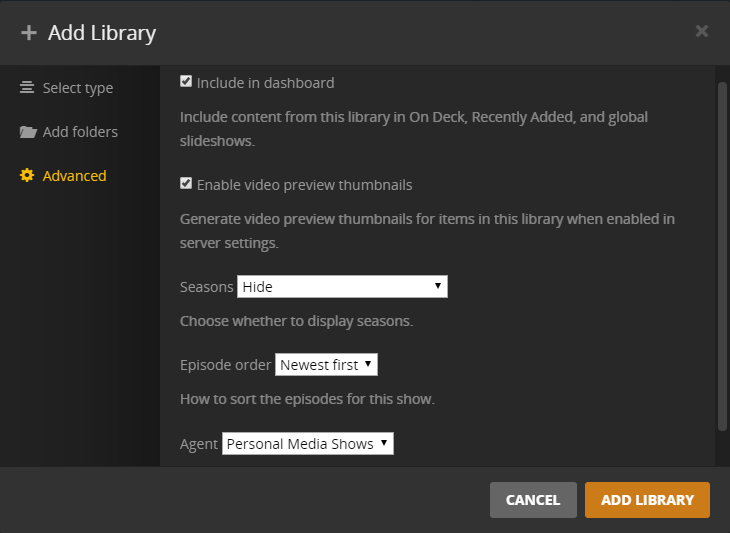 Add Library
Select type
Add folders
Advanced
Include in dashboard
Include content from this library in On Deck, Recently Added, and global
slideshows.
Enable video preview thumbnails
Generate video preview thumbnails for items in this library when enabled in
server settings.
Seasons Hide
Choose whether to display seasons.
Episode order Newest first
How to sort the episodes for this show.
Agent Personal Media Shows
CANCEL ADD LIBRARY